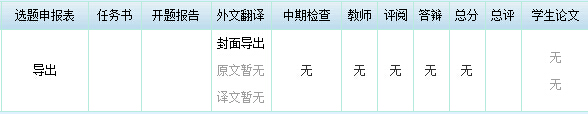 选题申报表 任务书 开题报告 外文翻译 中期检查 教师 评阅 答辩 总分 总评 学生论文
封面导出
导出 原文暂无 无 无 无 无 无 无
译文暂无 无